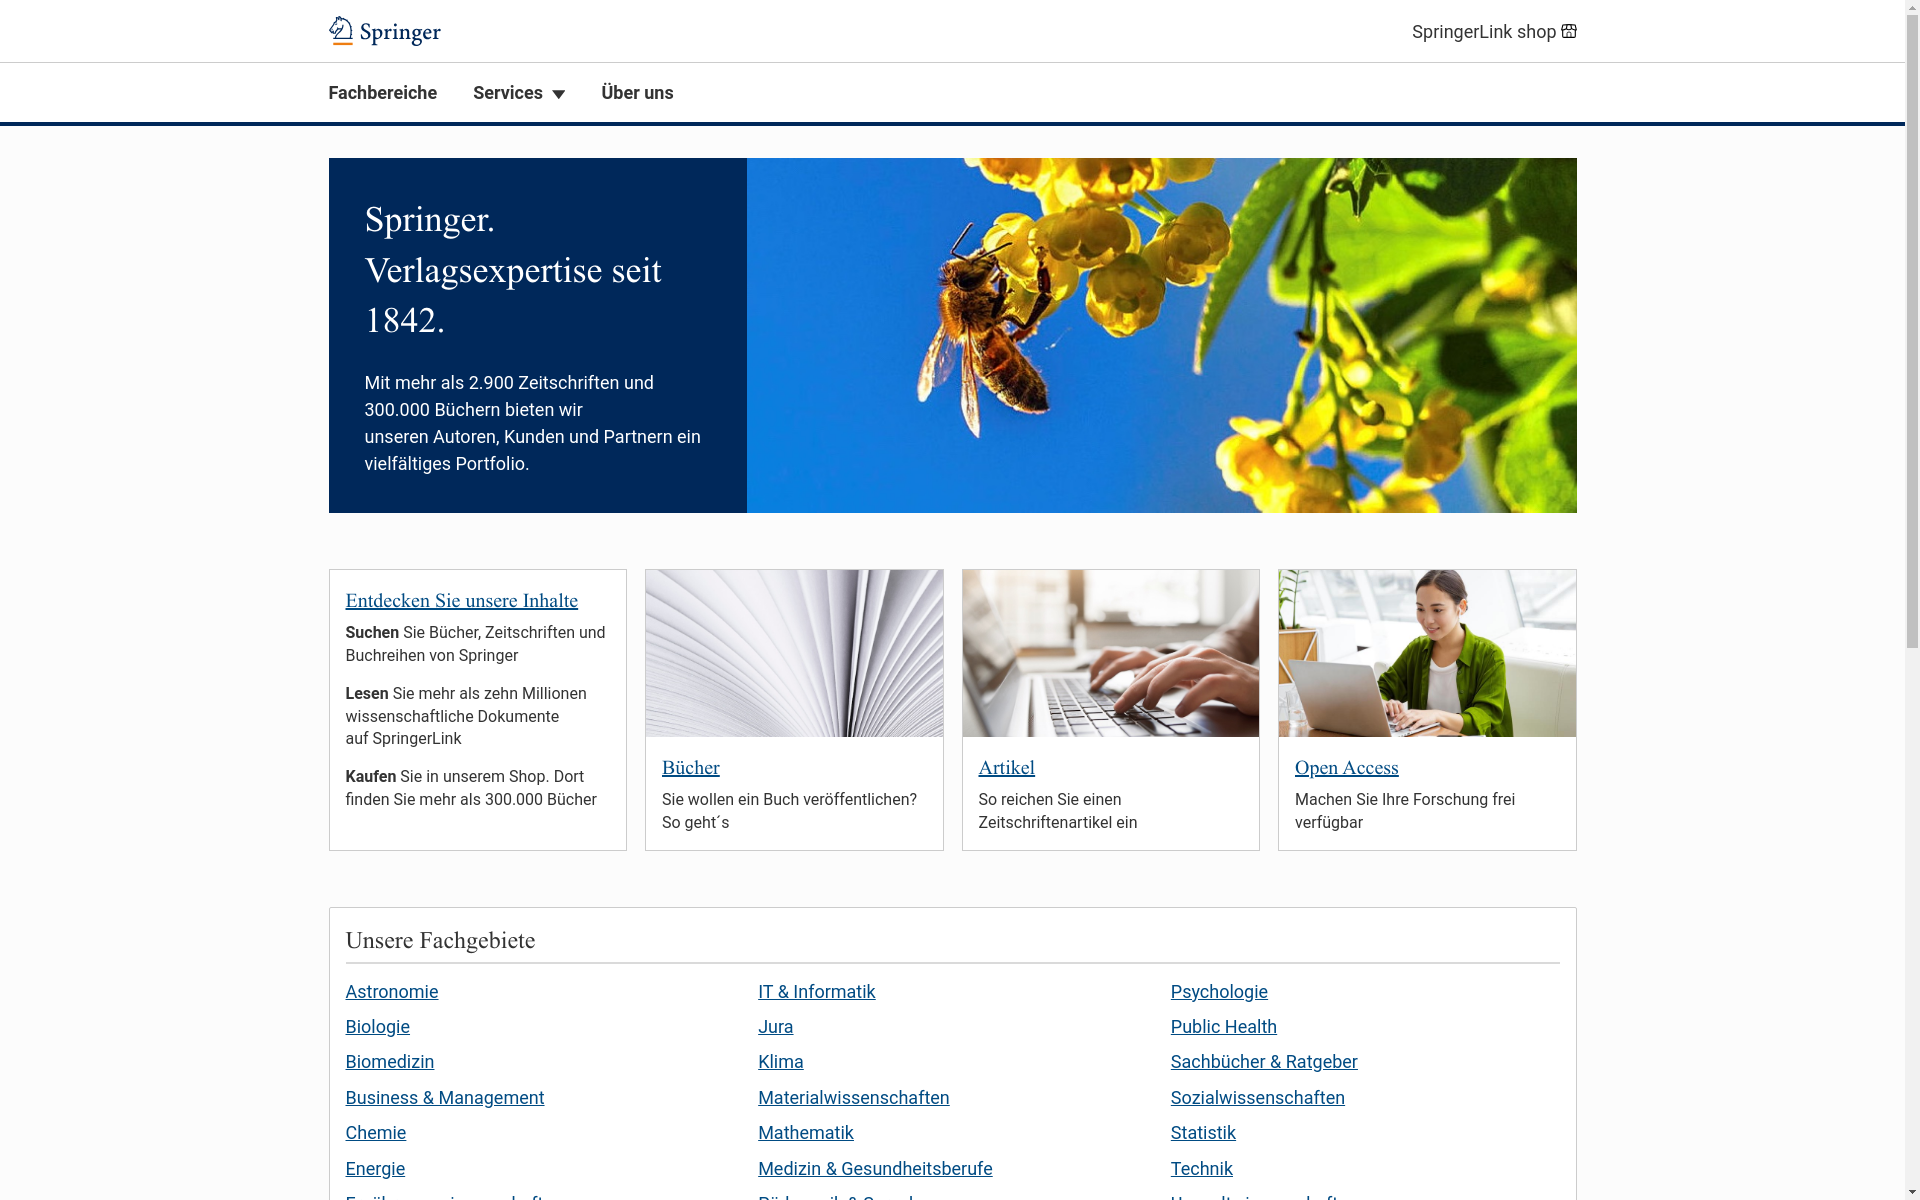 Springer
SpringerLink shop
Fachbereiche
Services
Über uns
Springer.
Verlagsexpertise seit
1842.
Mit mehr als 2.900 Zeitschriften und
300.000 Büchern bieten wir
unseren Autoren, Kunden und Partnern ein
vielfältiges Portfolio.
Entdecken Sie unsere Inhalte
Suchen Sie Bücher, Zeitschriften und
Buchreihen von Springer
Lesen Sie mehr als zehn Millionen
wissenschaftliche Dokumente
auf SpringerLink
Kaufen Sie in unserem Shop. Dort
finden Sie mehr als 300.000 Bücher
Bücher
Sie wollen ein Buch veröffentlichen?
So geht´s
Artikel
So reichen Sie einen
Zeitschriftenartikel ein
Open Access
Machen Sie Ihre Forschung frei
verfügbar
Unsere Fachgebiete
Astronomie
Biologie
Biomedizin
Business & Management
Chemie
Energie
IT & Informatik
Jura
Klima
Materialwissenschaften
Mathematik
Medizin & Gesundheitsberufe
Psychologie
Public Health
Sachbücher & Ratgeber
Sozialwissenschaften
Statistik
Technik